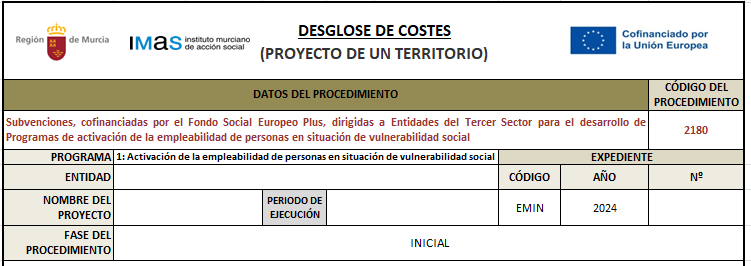 Región de Murcia
IMAS instituto murciano
de acción social
DESGLOSE DE COSTES
(PROYECTO DE UN TERRITORIO)
Cofinanciado por
la Unión Europea
DATOS DEL PROCEDIMIENTO
CÓDIGO DEL
PROCEDIMIENTO
Subvenciones, cofinanciadas por el Fondo Social Europeo Plus, dirigidas a Entidades del Tercer Sector para el desarrollo de
Programas de activación de la empleabilidad de personas en situación de vulnerabilidad social
2180
PROGRAMA
1: Activación de la empleabilidad de personas en situación de vulnerabilidad social
EXPEDIENTE
ENTIDAD
CÓDIGO
AÑO
Nº
NOMBRE DEL
PROYECTO
PERIODO DE
EJECUCIÓN
EMIN
2024
FASE DEL
PROCEDIMIENTO
INICIAL